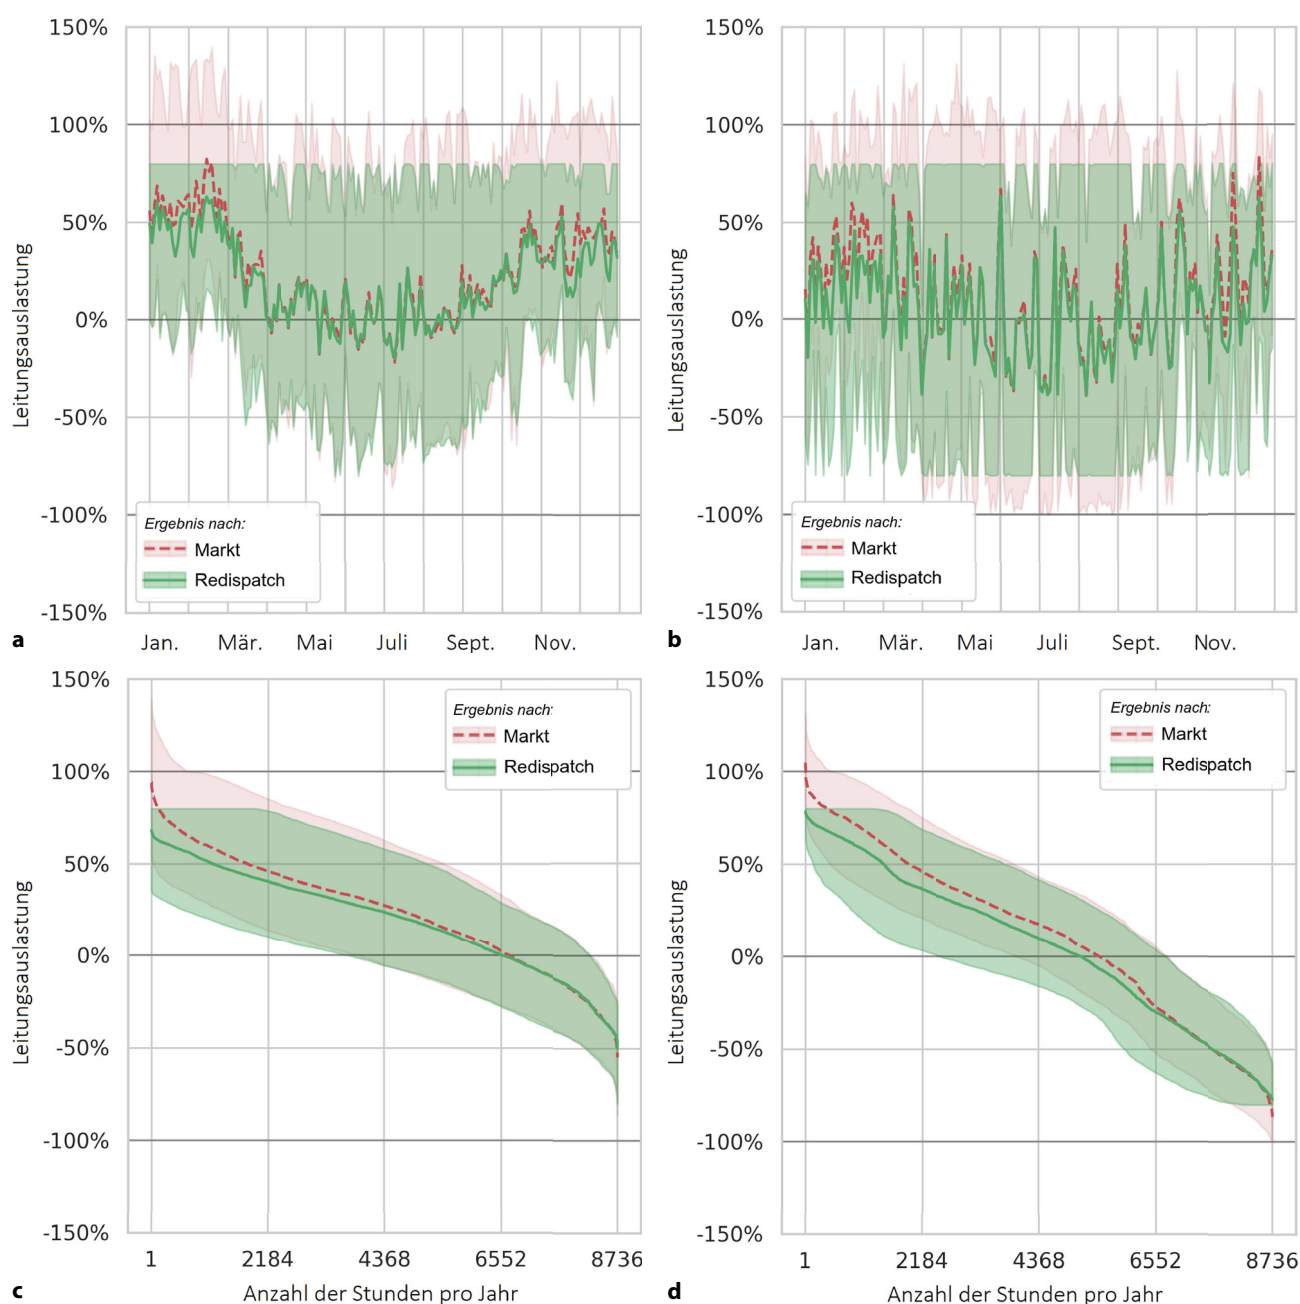 150%
100%
50%
0%
-50%
-100%
-150%
Leitungsauslastung
Ergebnis nach:
Markt
Redispatch
Jan. Mär. Mai Juli Sept. Nov.
a
150%
100%
50%
0%
-50%
-100%
-150%
Leitungsauslastung
Ergebnis nach:
Markt
Redispatch
Jan. Mär. Mai Juli Sept. Nov.
b
150%
100%
50%
0%
-50%
-100%
-150%
Leitungsauslastung
Ergebnis nach:
Markt
Redispatch
1 2184 4368 6552 8736
Anzahl der Stunden pro Jahr
c
150%
100%
50%
0%
-50%
-100%
-150%
Leitungsauslastung
Ergebnis nach:
Markt
Redispatch
1 2184 4368 6552 8736
Anzahl der Stunden pro Jahr
d